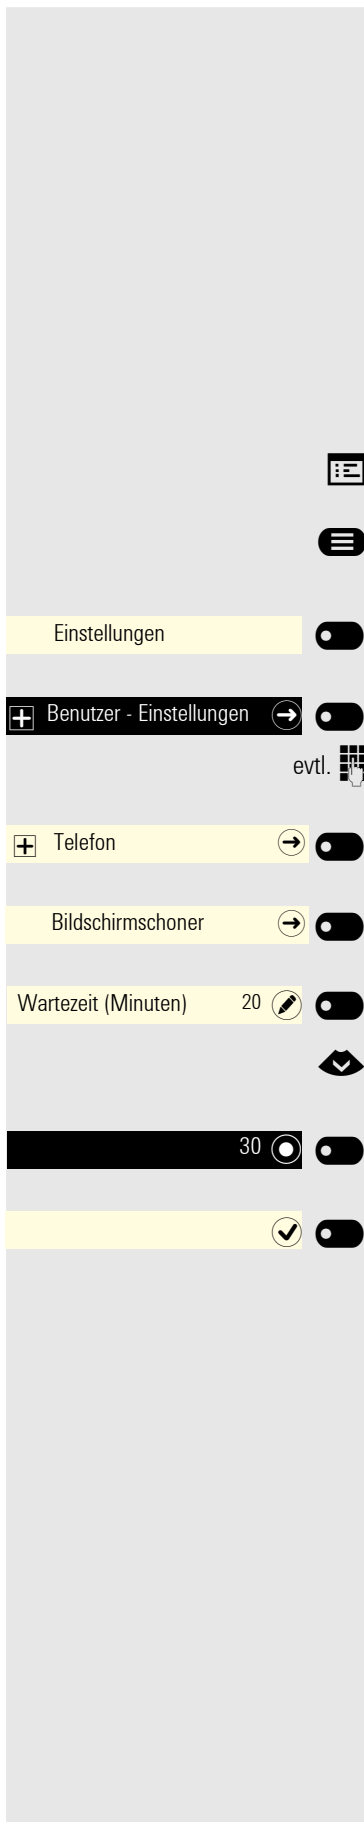 Einstellungen
Benutzer - Einstellungen
evtl.
Telefon
Bildschirmschoner
Wartezeit (Minuten) 20
30